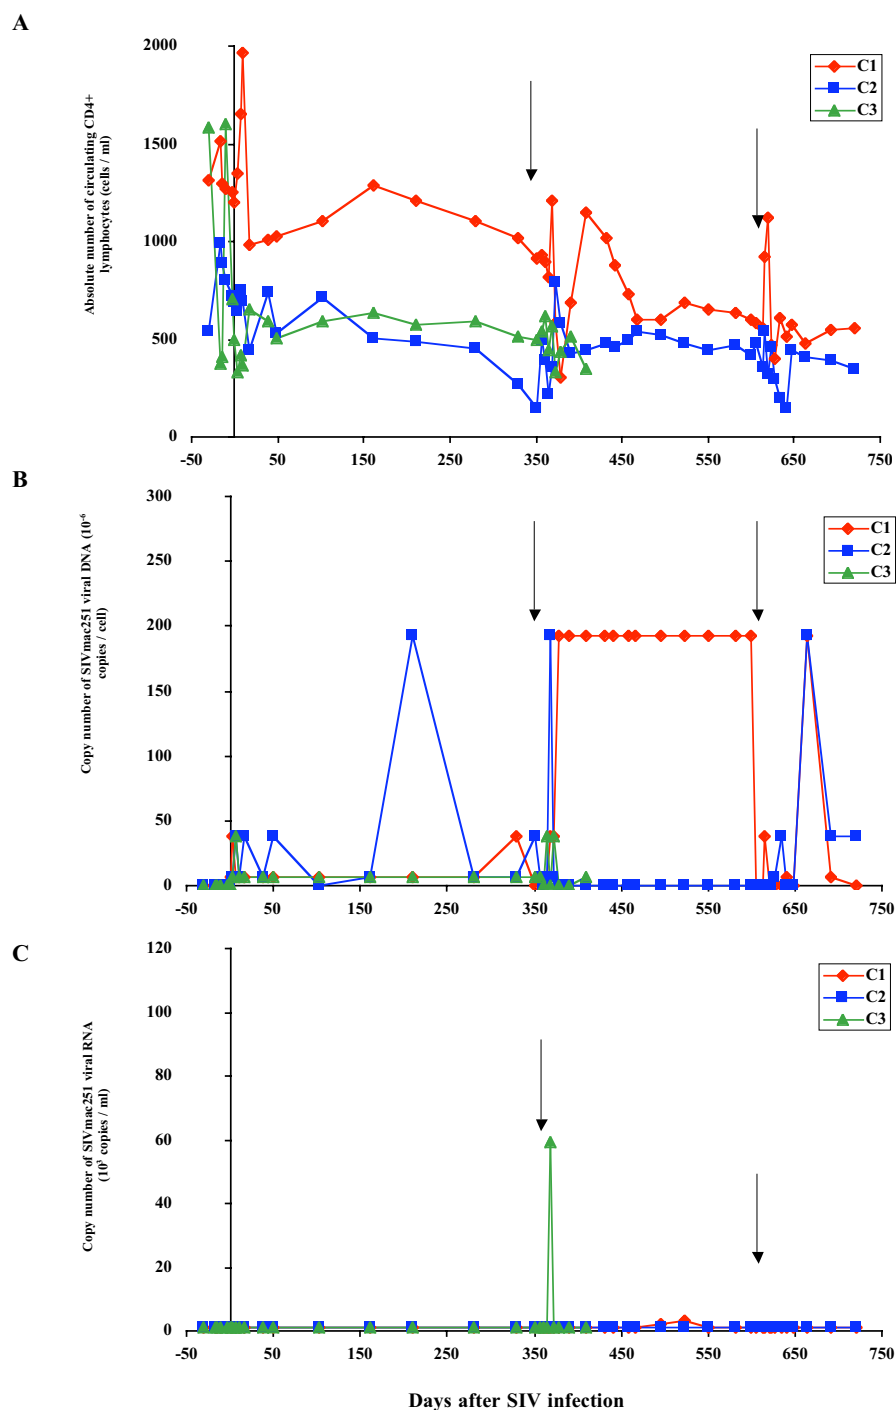 A
Absolute number of circulating CD4+
lymphocytes (cells / ml)
2000
1500
1000
500
0
-50 50 150 250 350 450 550 650 750
C1
C2
C3
B
Copy number of SIVmac251 viral DNA (10⁻⁶
copies / cell)
300
250
200
150
100
50
0
-50 50 150 250 350 450 550 650 750
C1
C2
C3
C
Copy number of SIVmac251 viral RNA
(10³ copies / ml)
120
100
80
60
40
20
0
-50 50 150 250 350 450 550 650 750
C1
C2
C3
Days after SIV infection